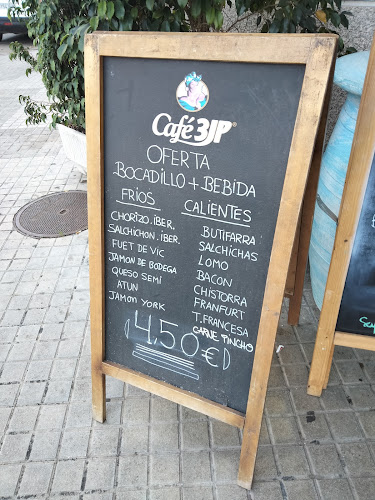 Café 3JP®
OFERTA
BOCADILLO + BEBIDA
FRIOS
CHORIZO.IBER.
SALCHICHON.IBER.
FUET DE VIC
JAMON DE BODEGA
QUESO SEMI
ATUN
JAMON YORK
CALIENTES
BUTIFARRA
SALCHICHAS
LOMO
BACON
CHISTORRA
FRANFURT
T.FRANCESA
CARNE PINCHO
4,50€